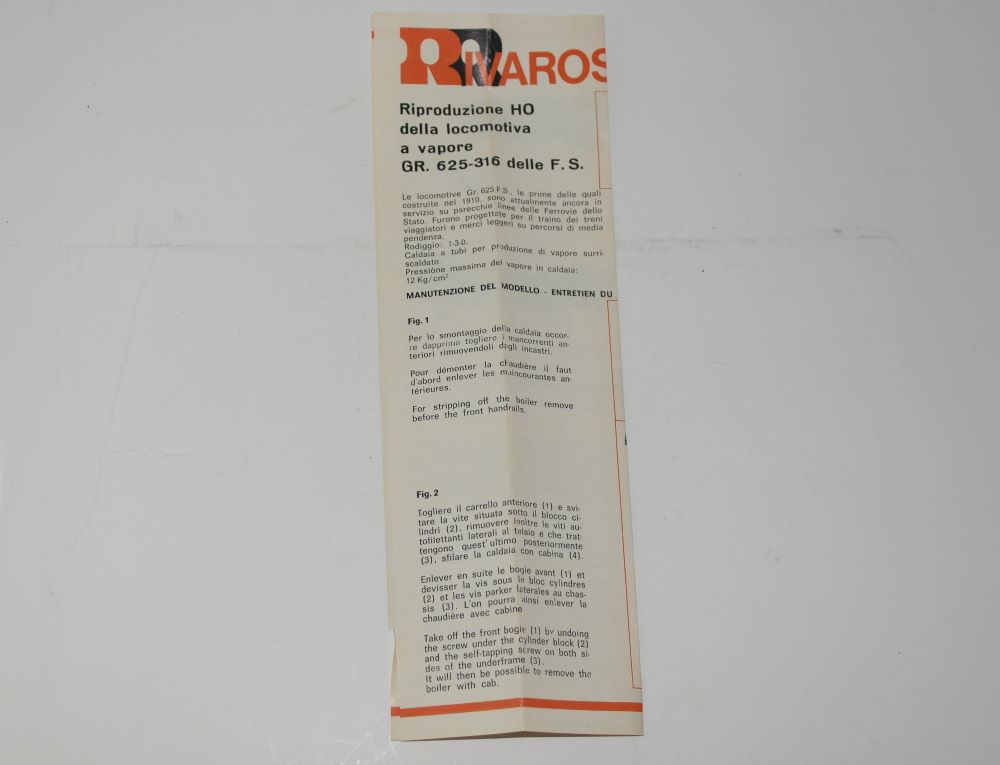 RIVAROS
Riproduzione HO
della locomotiva
a vapore
GR. 625-316 delle F. S.
Le locomotive Gr. 625 F.S., le prime delle quali
costruite nel 1910, sono attualmente ancora in
servizio su parecchie linee delle Ferrovie dello
Stato. Furono progettate per il traino dei treni
viaggiatori e merci leggeri su percorsi di media
pendenza.
Rodiggio: 1-3-0.
Caldaia a tubi per produzione di vapore surri-
scaldato.
Pressione massima del vapore in caldaia:
12 Kg/cm²
MANUTENZIONE DEL MODELLO - ENTRETIEN DU
Fig. 1
Per lo smontaggio della caldaia occor-
re dapprima togliere i mancorrenti an-
teriori rimuovendoli dagli incastri.
Pour démonter la chaudière il faut
d'abord enlever les maincourantes an-
térieures.
For stripping off the boiler remove
before the front handrails.
Fig. 2
Togliere il carrello anteriore (1) e svi-
tare la vite situata sotto il blocco ci-
lindri (2), rimuovere inoltre le viti au-
tofilettanti laterali al telaio e che trat-
tengono quest'ultimo posteriormente
(3), sfilare la caldaia con cabina (4).
Enlever en suite le bogie avant (1) et
devisser la vis sous le bloc cylindres
(2) et les vis parker laterales au chas-
sis (3). L'on pourra ainsi enlever la
chaudière avec cabine
Take off the front bogie (1) by undoing
the screw under the cylinder block (2)
and the self-tapping screw on both si-
des of the underframe (3).
It will then be possible to remove the
boiler with cab.